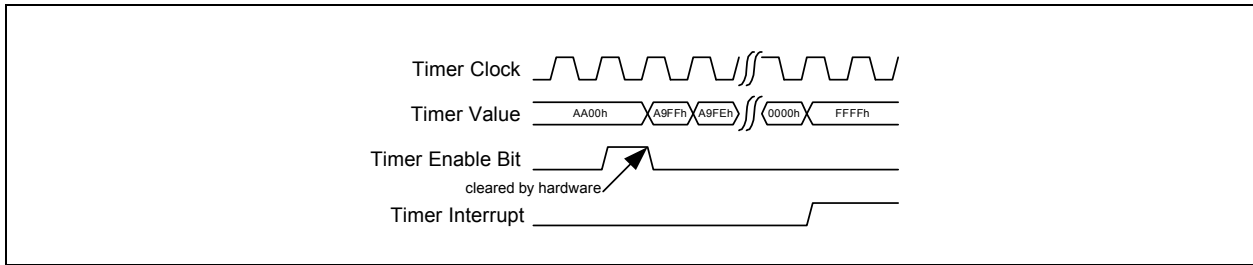 Timer Clock
Timer Value AA00h A9FFh A9FEh 0000h FFFFh
Timer Enable Bit
cleared by hardware
Timer Interrupt